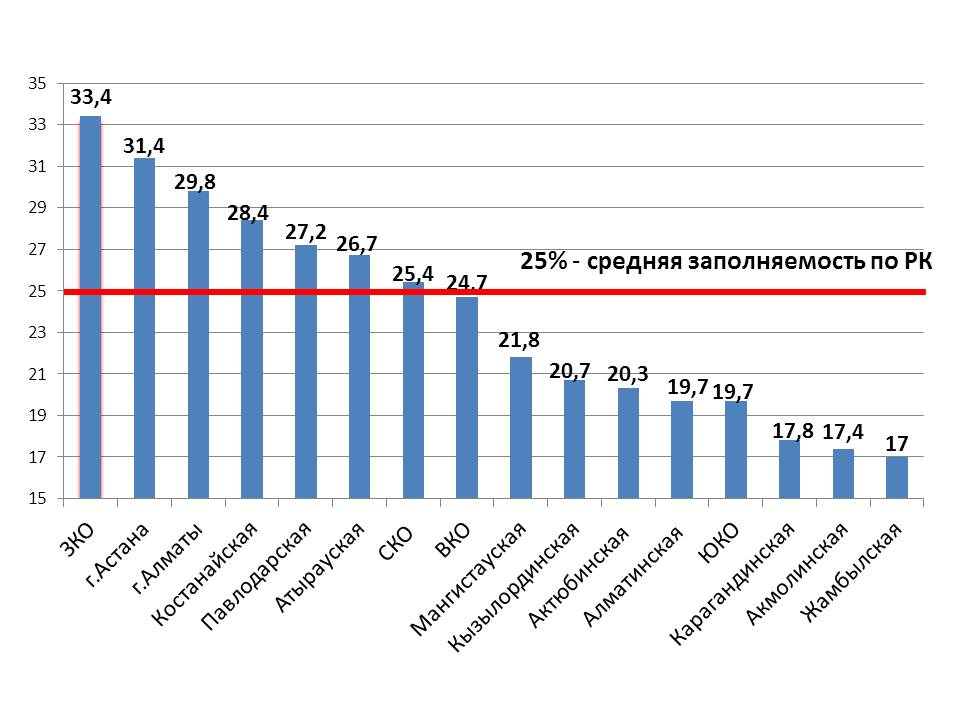 35
33
31
29
27
25
23
21
19
17
15
33,4
31,4
29,8
28,4
27,2
26,7
25,4
24,7
21,8
20,7
20,3
19,7
19,7
17,8
17,4
17
25% - средняя заполняемость по РК
ЗКО
г.Астана
г.Алматы
Костанайская
Павлодарская
Атырауская
СКО
ВКО
Мангистауская
Кызылординская
Актюбинская
Алматинская
ЮКО
Карагандинская
Акмолинская
Жамбылская